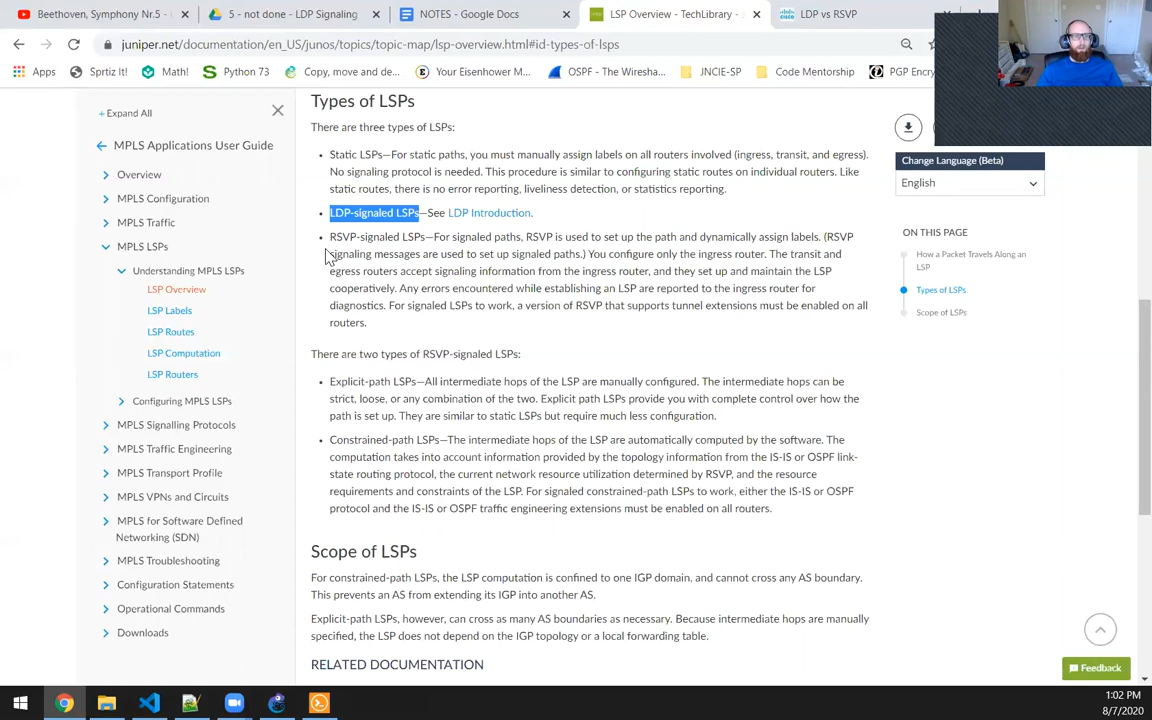 Beethoven, Symphony Nr.5 -
5 - not done - LDP Signaling
NOTES - Google Docs
LSP Overview - TechLibrary -
LDP vs RSVP
juniper.net/documentation/en_US/junos/topics/topic-map/lsp-overview.html#id-types-of-lsps
Apps
Sprtiz It!
Math!
Python 73
Copy, move and de...
Your Eisenhower M...
OSPF - The Wiresha...
JNCIE-SP
Code Mentorship
PGP Encry
+ Expand All
MPLS Applications User Guide
Overview
MPLS Configuration
MPLS Traffic
MPLS LSPs
Understanding MPLS LSPs
LSP Overview
LSP Labels
LSP Routes
LSP Computation
LSP Routers
Configuring MPLS LSPs
MPLS Signalling Protocols
MPLS Traffic Engineering
MPLS Transport Profile
MPLS VPNs and Circuits
MPLS for Software Defined
Networking (SDN)
MPLS Troubleshooting
Configuration Statements
Operational Commands
Downloads
Types of LSPs
There are three types of LSPs:
• Static LSPs—For static paths, you must manually assign labels on all routers involved (ingress, transit, and egress).
No signaling protocol is needed. This procedure is similar to configuring static routes on individual routers. Like
static routes, there is no error reporting, liveliness detection, or statistics reporting.
• LDP-signaled LSPs—See LDP Introduction.
• RSVP-signaled LSPs—For signaled paths, RSVP is used to set up the path and dynamically assign labels. (RSVP
signaling messages are used to set up signaled paths.) You configure only the ingress router. The transit and
egress routers accept signaling information from the ingress router, and they set up and maintain the LSP
cooperatively. Any errors encountered while establishing an LSP are reported to the ingress router for
diagnostics. For signaled LSPs to work, a version of RSVP that supports tunnel extensions must be enabled on all
routers.
There are two types of RSVP-signaled LSPs:
• Explicit-path LSPs—All intermediate hops of the LSP are manually configured. The intermediate hops can be
strict, loose, or any combination of the two. Explicit path LSPs provide you with complete control over how the
path is set up. They are similar to static LSPs but require much less configuration.
• Constrained-path LSPs—The intermediate hops of the LSP are automatically computed by the software. The
computation takes into account information provided by the topology information from the IS-IS or OSPF link-
state routing protocol, the current network resource utilization determined by RSVP, and the resource
requirements and constraints of the LSP. For signaled constrained-path LSPs to work, either the IS-IS or OSPF
protocol and the IS-IS or OSPF traffic engineering extensions must be enabled on all routers.
Scope of LSPs
For constrained-path LSPs, the LSP computation is confined to one IGP domain, and cannot cross any AS boundary.
This prevents an AS from extending its IGP into another AS.
Explicit-path LSPs, however, can cross as many AS boundaries as necessary. Because intermediate hops are manually
specified, the LSP does not depend on the IGP topology or a local forwarding table.
RELATED DOCUMENTATION
Change Language (Beta)
English
ON THIS PAGE
How a Packet Travels Along an
LSP
Types of LSPs
Scope of LSPs
Feedback
1:02 PM
8/7/2020